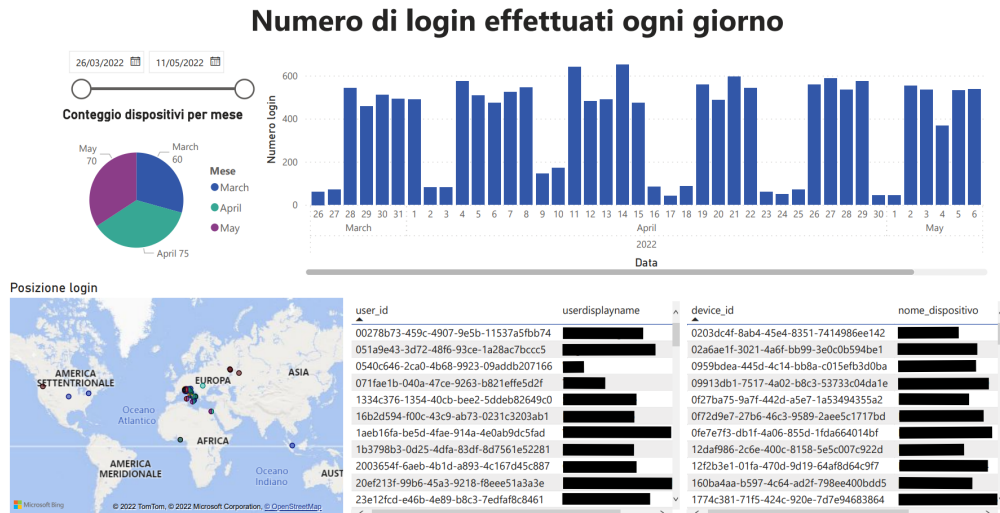 Numero di login effettuati ogni giorno
26/03/2022 11/05/2022
Conteggio dispositivi per mese
May
70
March
60
April 75
Mese
March
April
May
Numero login
600
400
200
0
26 27 28 29 30 31 1 2 3 4 5 6 7 8 9 10 11 12 13 14 15 16 17 18 19 20 21 22 23 24 25 26 27 28 29 30 1 2 3 4 5 6
March April May
2022
Data
Posizione login
AMERICA
SETTENTRIONALE
EUROPA
ASIA
Oceano
Atlantico
AFRICA
AMERICA
MERIDIONALE
Oceano
Indiano
AUST
Microsoft Bing
© 2022 TomTom, © 2022 Microsoft Corporation, © OpenStreetMap
user_id userdisplayname
00278b73-459c-4907-9e5b-11537a5fbb74
051a9e43-3d72-48f6-93ce-1a28ac7bccc5
0540c646-2ca0-4b68-9923-09addb207166
071fae1b-040a-47ce-9263-b821effe5d2f
1334c376-1354-40cb-bee2-5ddeb82649c0
16b2d594-f00c-43c9-ab73-0231c3203ab1
1aeb16fa-be5d-4fae-914a-4e0ab9dc5fad
1b3798b3-0d25-4dfa-83df-8d7561e52281
2003654f-6aeb-4b1d-a893-4c167d45c887
20ef213f-99b6-45a3-9218-f8eee51a3a3e
23e12fcd-e46b-4e89-b8c3-7edfaf8c8461
device_id nome_dispositivo
0203dc4f-8ab4-45e4-8351-7414986ee142
02a6ae1f-3021-4a6f-bb99-3e0c0b594be1
0959bdea-445d-4c14-bb8a-c015efb3d0ba
09913db1-7517-4a02-b8c3-53733c04da1e
0f27ba75-9a7f-442d-a5e7-1a53494355a2
0f72d9e7-27b6-46c3-9589-2aee5c1717bd
0fe7e7f3-db1f-4a06-855d-1fda664014bf
12daf986-2c6e-400c-8158-5e5c007c922d
12f2b3e1-01fa-470d-9d19-64af8d64c9f7
160ba4aa-b597-4c64-ad2f-798ee400bdd5
1774c381-71f5-424c-920e-7d7e94683864